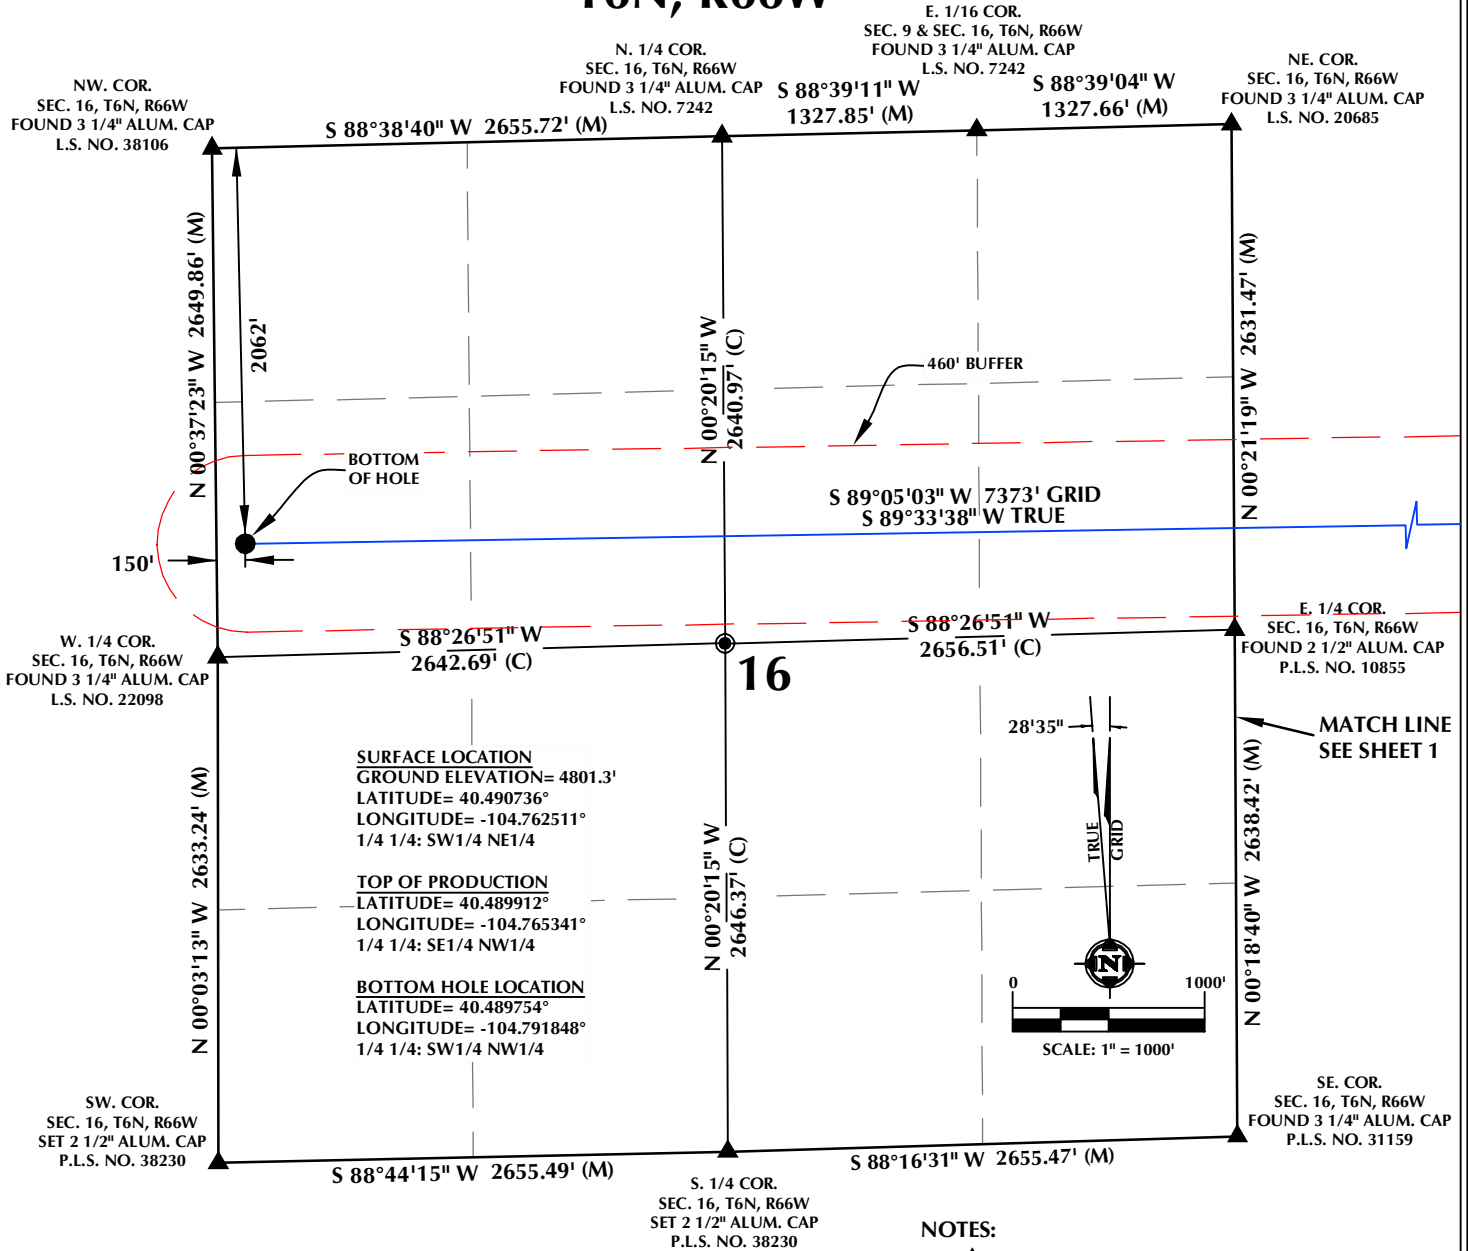 T6N, R66W
E. 1/16 COR.
SEC. 9 & SEC. 16, T6N, R66W
FOUND 3 1/4" ALUM. CAP
L.S. NO. 7242
N. 1/4 COR.
SEC. 16, T6N, R66W
FOUND 3 1/4" ALUM. CAP
L.S. NO. 7242
NW. COR.
SEC. 16, T6N, R66W
FOUND 3 1/4" ALUM. CAP
L.S. NO. 38106
NE. COR.
SEC. 16, T6N, R66W
FOUND 3 1/4" ALUM. CAP
L.S. NO. 20685
S 88°38'40" W 2655.72' (M)
S 88°39'11" W
1327.85' (M)
S 88°39'04" W
1327.66' (M)
N 00°37'23" W 2649.86' (M)
2062'
N 00°20'15" W
2640.97' (C)
N 00°21'19" W 2631.47' (M)
460' BUFFER
BOTTOM
OF HOLE
S 89°05'03" W 7373' GRID
S 89°33'38" W TRUE
150'
W. 1/4 COR.
SEC. 16, T6N, R66W
FOUND 3 1/4" ALUM. CAP
L.S. NO. 22098
S 88°26'51" W
2642.69' (C)
S 88°26'51" W
2656.51' (C)
E. 1/4 COR.
SEC. 16, T6N, R66W
FOUND 2 1/2" ALUM. CAP
P.L.S. NO. 10855
16
MATCH LINE
SEE SHEET 1
28'35"
TRUE
GRID
N
0 1000'
SCALE: 1" = 1000'
SURFACE LOCATION
GROUND ELEVATION= 4801.3'
LATITUDE= 40.490736°
LONGITUDE= -104.762511°
1/4 1/4: SW1/4 NE1/4
TOP OF PRODUCTION
LATITUDE= 40.489912°
LONGITUDE= -104.765341°
1/4 1/4: SE1/4 NW1/4
BOTTOM HOLE LOCATION
LATITUDE= 40.489754°
LONGITUDE= -104.791848°
1/4 1/4: SW1/4 NW1/4
N 00°03'13" W 2633.24' (M)
N 00°20'15" W
2646.37' (C)
N 00°18'40" W 2638.42' (M)
SW. COR.
SEC. 16, T6N, R66W
SET 2 1/2" ALUM. CAP
P.L.S. NO. 38230
S 88°44'15" W 2655.49' (M)
S. 1/4 COR.
SEC. 16, T6N, R66W
SET 2 1/2" ALUM. CAP
P.L.S. NO. 38230
S 88°16'31" W 2655.47' (M)
SE. COR.
SEC. 16, T6N, R66W
FOUND 3 1/4" ALUM. CAP
P.L.S. NO. 31159
NOTES: